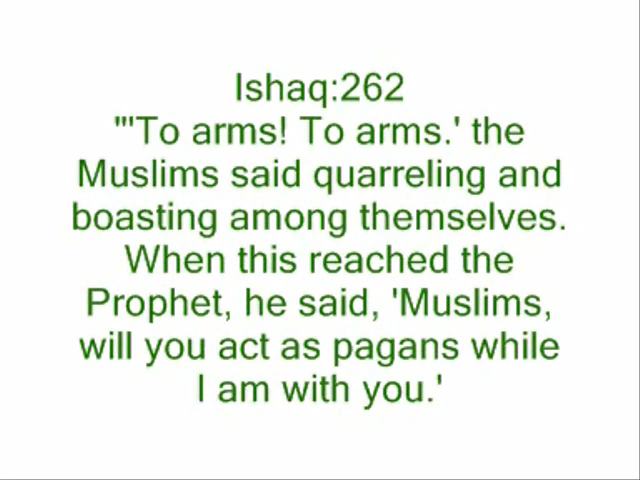 Ishaq:262
"'To arms! To arms.' the
Muslims said quarreling and
boasting among themselves.
When this reached the
Prophet, he said, 'Muslims,
will you act as pagans while
I am with you.'